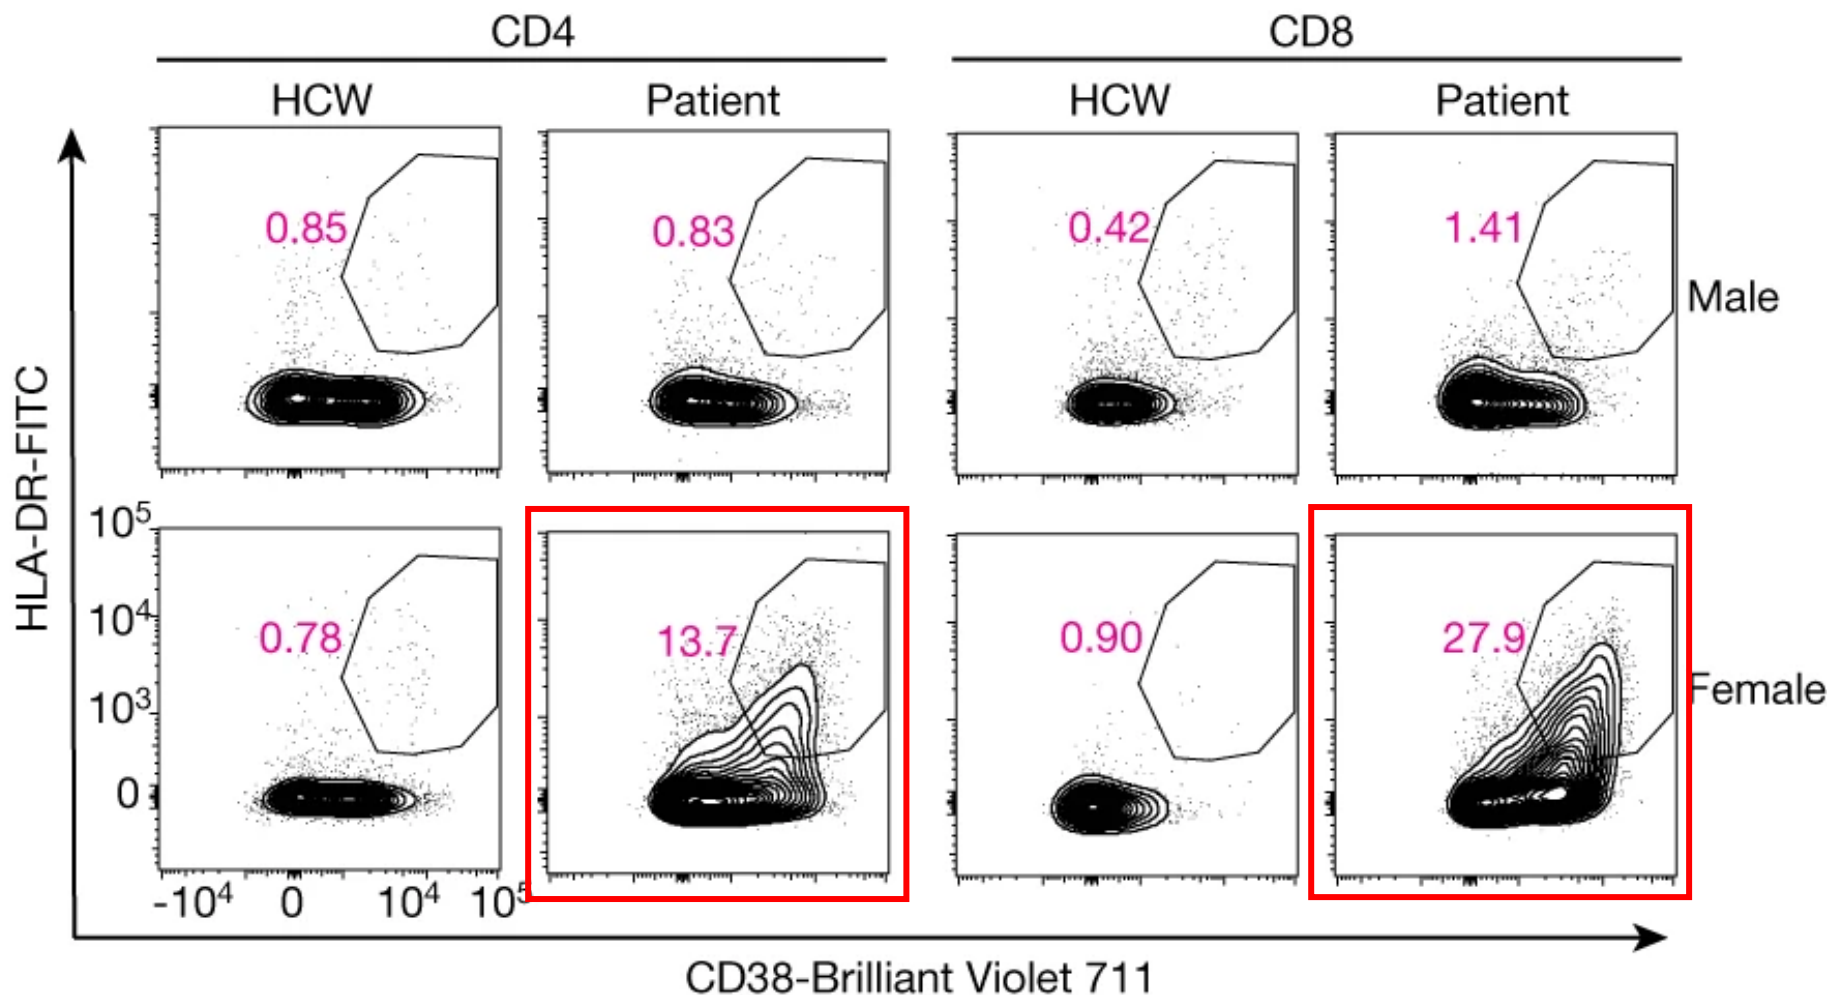 CD4 CD8
HCW Patient HCW Patient
0.85 0.83 0.42 1.41 Male
HLA-DR-FITC
10⁵
10⁴
10³
0
0.78 13.7 0.90 27.9 Female
-10⁴ 0 10⁴ 10⁵
CD38-Brilliant Violet 711